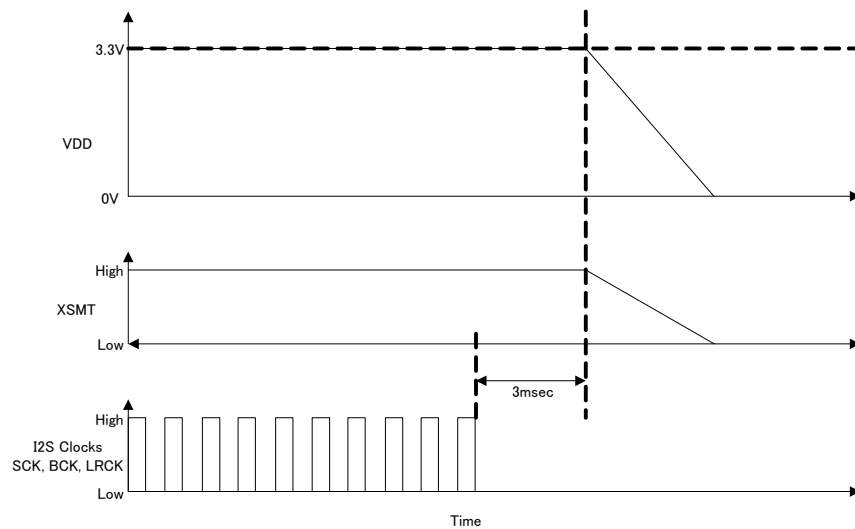 3.3V
VDD
0V
High
XSMT
Low
3msec
High
I2S Clocks
SCK, BCK, LRCK
Low
Time